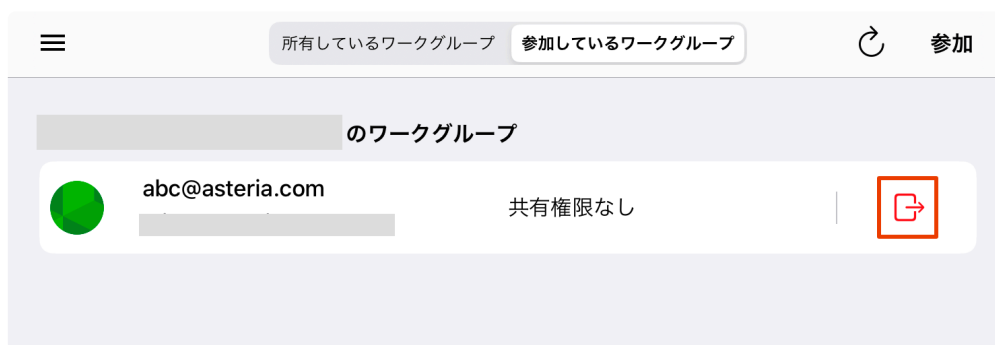 所有しているワークグループ 参加しているワークグループ 参加
のワークグループ
abc@asteria.com
共有権限なし